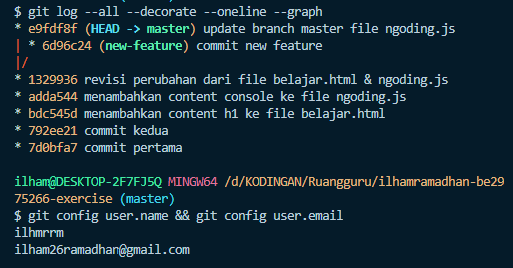 $ git log --all --decorate --oneline --graph
* e9fdf8f (HEAD -> master) update branch master file ngoding.js
| * 6d96c24 (new-feature) commit new feature
|/
* 1329936 revisi perubahan dari file belajar.html & ngoding.js
* adda544 menambahkan content console ke file ngoding.js
* bdc545d menambahkan content h1 ke file belajar.html
* 792ee21 commit kedua
* 7d0bfa7 commit pertama
ilham@DESKTOP-2F7FJ5Q MINGW64 /d/KODINGAN/Ruangguru/ilhamramadhan-be29
75266-exercise (master)
$ git config user.name && git config user.email
ilhmrrm
ilham26ramadhar@gmail.com